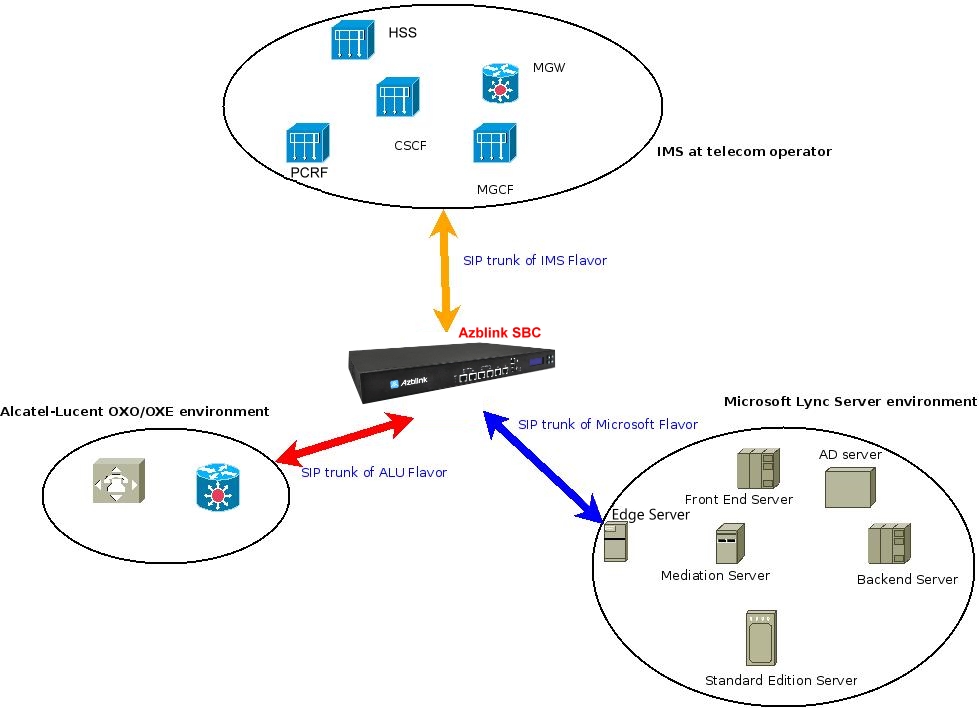 HSS
MGW
CSCF
PCRF
MGCF
IMS at telecom operator
SIP trunk of IMS Flavor
Azblink SBC
Azblink
Alcatel-Lucent OXO/OXE environment
Microsoft Lync Server environment
SIP trunk of Microsoft Flavor
SIP trunk of ALU Flavor
AD server
Front End Server
Edge Server
Mediation Server
Backend Server
Standard Edition Server